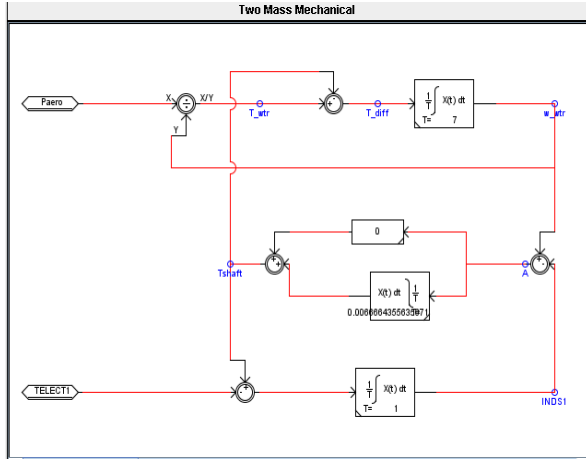 Two Mass Mechanical
Paero
X
X/Y
Y
T_wtr
T_diff
1
T
X(t) dt
T= 7
w_wtr
0
Tshaft
A
X(t) dt
1
T
TELECT1
1
T
X(t) dt
T= 1
INDS1